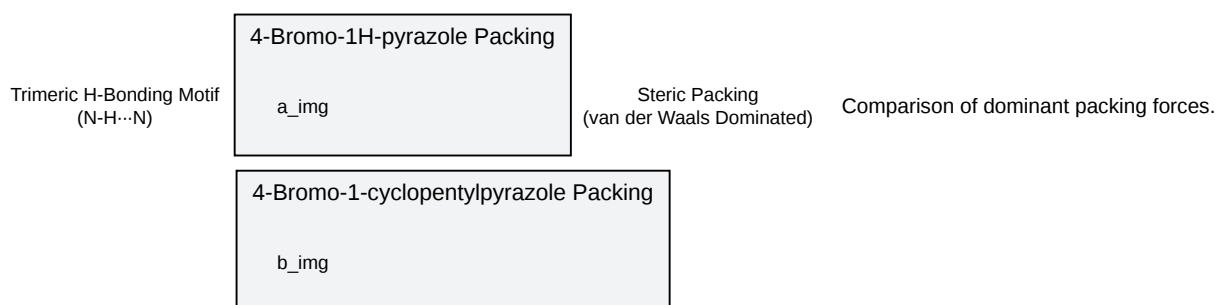 4-Bromo-1H-pyrazole Packing
Trimeric H-Bonding Motif
(N-H···N)
a_img
Steric Packing
(van der Waals Dominated)
Comparison of dominant packing forces.
4-Bromo-1-cyclopentylpyrazole Packing
b_img